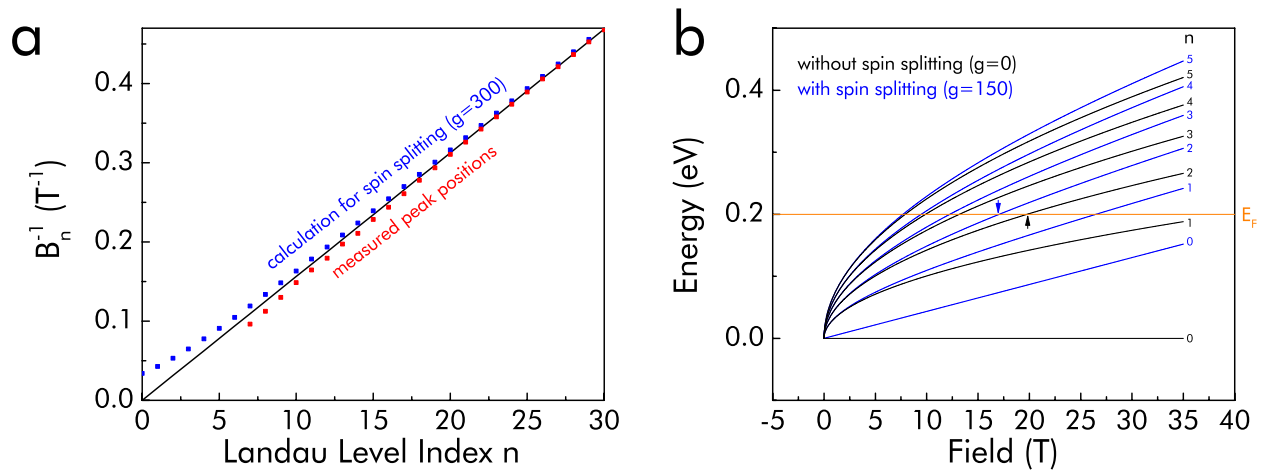 a
0.4
0.3
0.2
0.1
0.0
B_n^-1 (T^-1)
calculation for spin splitting (g=300)
measured peak positions
0 5 10 15 20 25 30
Landau Level Index n
b
without spin splitting (g=0)
with spin splitting (g=150)
n
5
5
4
4
3
3
2
2
1
1
0
0
E_F
0.4
0.2
0.0
Energy (eV)
-5 0 5 10 15 20 25 30 35 40
Field (T)